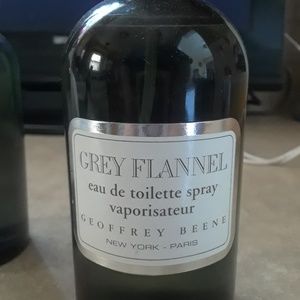 GREY FLANNEL
eau de toilette spray
vaporisateur
GEOFFREY BEENE
NEW YORK - PARIS